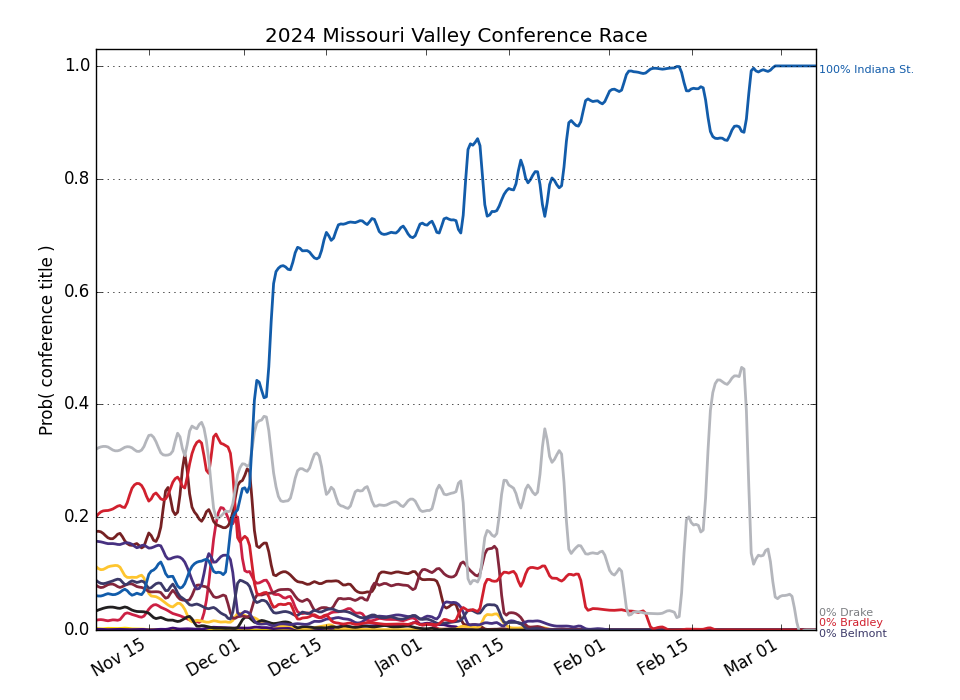 2024 Missouri Valley Conference Race
Prob( conference title )
1.0
0.8
0.6
0.4
0.2
0.0
100% Indiana St.
0% Drake
0% Bradley
0% Belmont
Nov 15
Dec 01
Dec 15
Jan 01
Jan 15
Feb 01
Feb 15
Mar 01